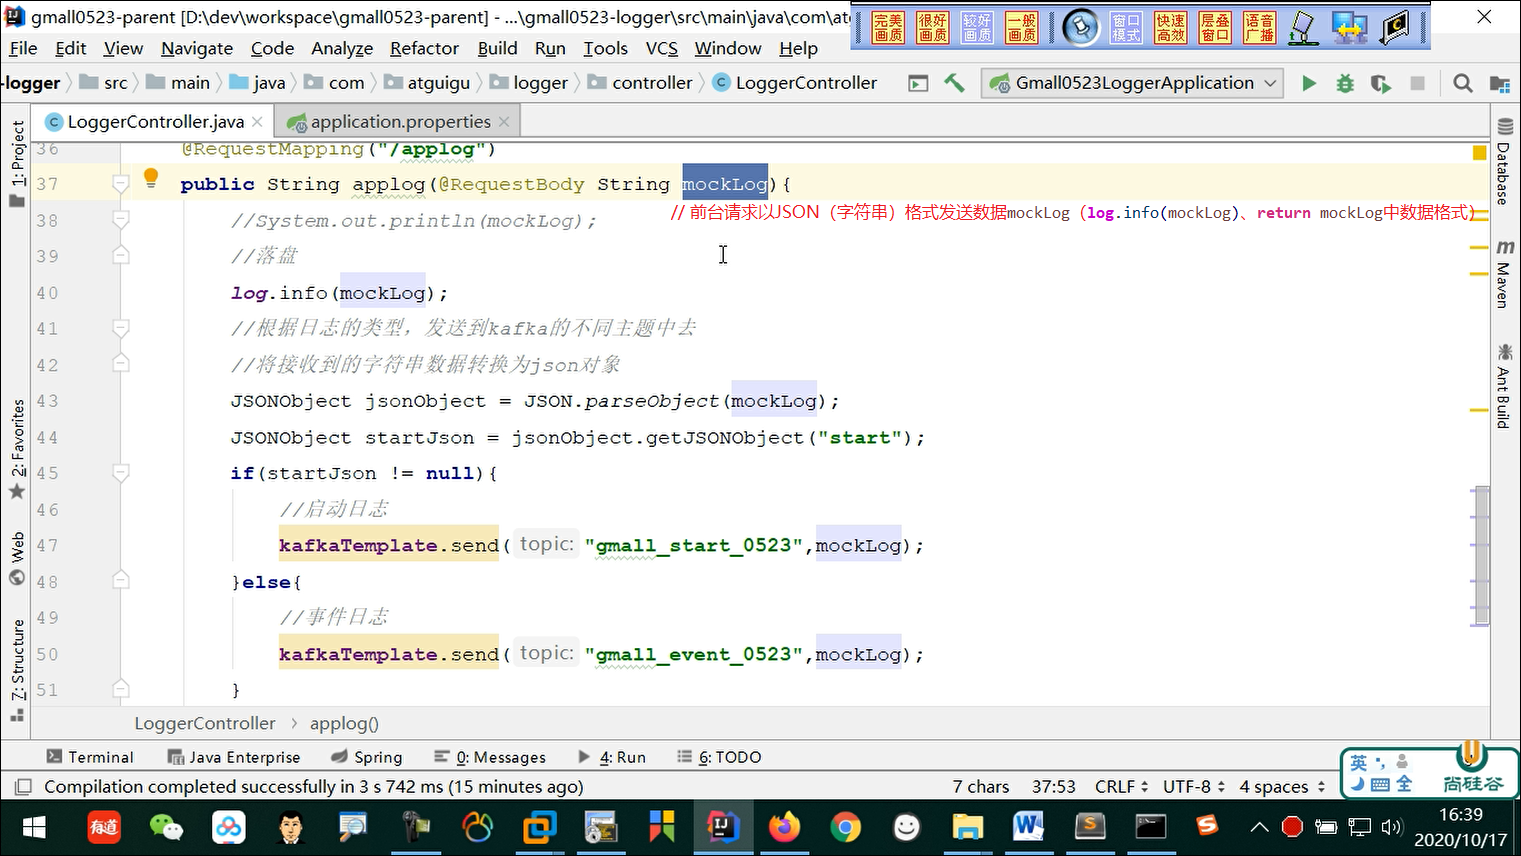 gmall0523-parent [D:\dev\workspace\gmall0523-parent] - ...\gmall0523-logger\src\main\java\com\atg
完美画质 很好画质 较好画质 一般画质 窗口模式 快速高效 层叠窗口 语音广播
File Edit View Navigate Code Analyze Refactor Build Run Tools VCS Window Help
-logger src main java com atguigu logger controller LoggerController Gmall0523LoggerApplication
LoggerController.java application.properties
36 @RequestMapping("/applog")
37 public String applog(@RequestBody String mockLog){
38 //System.out.println(mockLog);
// 前台请求以JSON（字符串）格式发送数据mockLog（log.info(mockLog)、return mockLog中数据格式）
39 //落盘
40 log.info(mockLog);
41 //根据日志的类型，发送到kafka的不同主题中去
42 //将接收到的字符串数据转换为json对象
43 JSONObject jsonObject = JSON.parseObject(mockLog);
44 JSONObject startJson = jsonObject.getJSONObject("start");
45 if(startJson != null){
46 //启动日志
47 kafkaTemplate.send( topic: "gmall_start_0523",mockLog);
48 }else{
49 //事件日志
50 kafkaTemplate.send( topic: "gmall_event_0523",mockLog);
51 }
1: Project
2: Favorites
Web
7: Structure
Database
m Maven
Ant Build
LoggerController applog()
Terminal Java Enterprise Spring 0: Messages 4: Run 6: TODO
Compilation completed successfully in 3 s 742 ms (15 minutes ago) 7 chars 37:53 CRLF UTF-8 4 spaces
英 全 尚硅谷
有道
16:39
2020/10/17